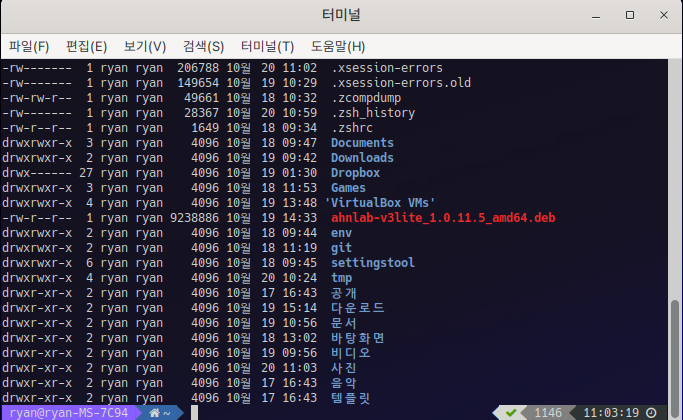 터미널
파일(F) 편집(E) 보기(V) 검색(S) 터미널(T) 도움말(H)
-rw------- 1 ryan ryan 206788 10월 20 11:02 .xsession-errors
-rw------- 1 ryan ryan 149654 10월 19 10:29 .xsession-errors.old
-rw-rw-r-- 1 ryan ryan 49661 10월 18 10:32 .zcompdump
-rw------- 1 ryan ryan 28367 10월 20 10:59 .zsh_history
-rw-r--r-- 1 ryan ryan 1649 10월 18 09:34 .zshrc
drwxrwxr-x 3 ryan ryan 4096 10월 18 09:47 Documents
drwxrwxr-x 2 ryan ryan 4096 10월 19 09:42 Downloads
drwx------ 27 ryan ryan 4096 10월 19 01:30 Dropbox
drwxrwxr-x 3 ryan ryan 4096 10월 18 11:53 Games
drwxrwxr-x 4 ryan ryan 4096 10월 19 13:48 'VirtualBox VMs'
-rw-r--r-- 1 ryan ryan 9238886 10월 19 14:33 ahnlab-v3lite_1.0.11.5_amd64.deb
drwxrwxr-x 2 ryan ryan 4096 10월 18 09:44 env
drwxrwxr-x 2 ryan ryan 4096 10월 18 11:19 git
drwxrwxr-x 6 ryan ryan 4096 10월 18 09:45 settingstool
drwxrwxr-x 4 ryan ryan 4096 10월 20 10:24 tmp
drwxr-xr-x 2 ryan ryan 4096 10월 17 16:43 공개
drwxr-xr-x 2 ryan ryan 4096 10월 19 15:14 다운로드
drwxr-xr-x 2 ryan ryan 4096 10월 19 10:56 문서
drwxr-xr-x 2 ryan ryan 4096 10월 18 13:02 바탕화면
drwxr-xr-x 2 ryan ryan 4096 10월 19 09:56 비디오
drwxr-xr-x 2 ryan ryan 4096 10월 20 11:03 사진
drwxr-xr-x 2 ryan ryan 4096 10월 17 16:43 음악
drwxr-xr-x 2 ryan ryan 4096 10월 17 16:43 템플릿
ryan@ryan-MS-7C94 ~ ✔ 1146 11:03:19